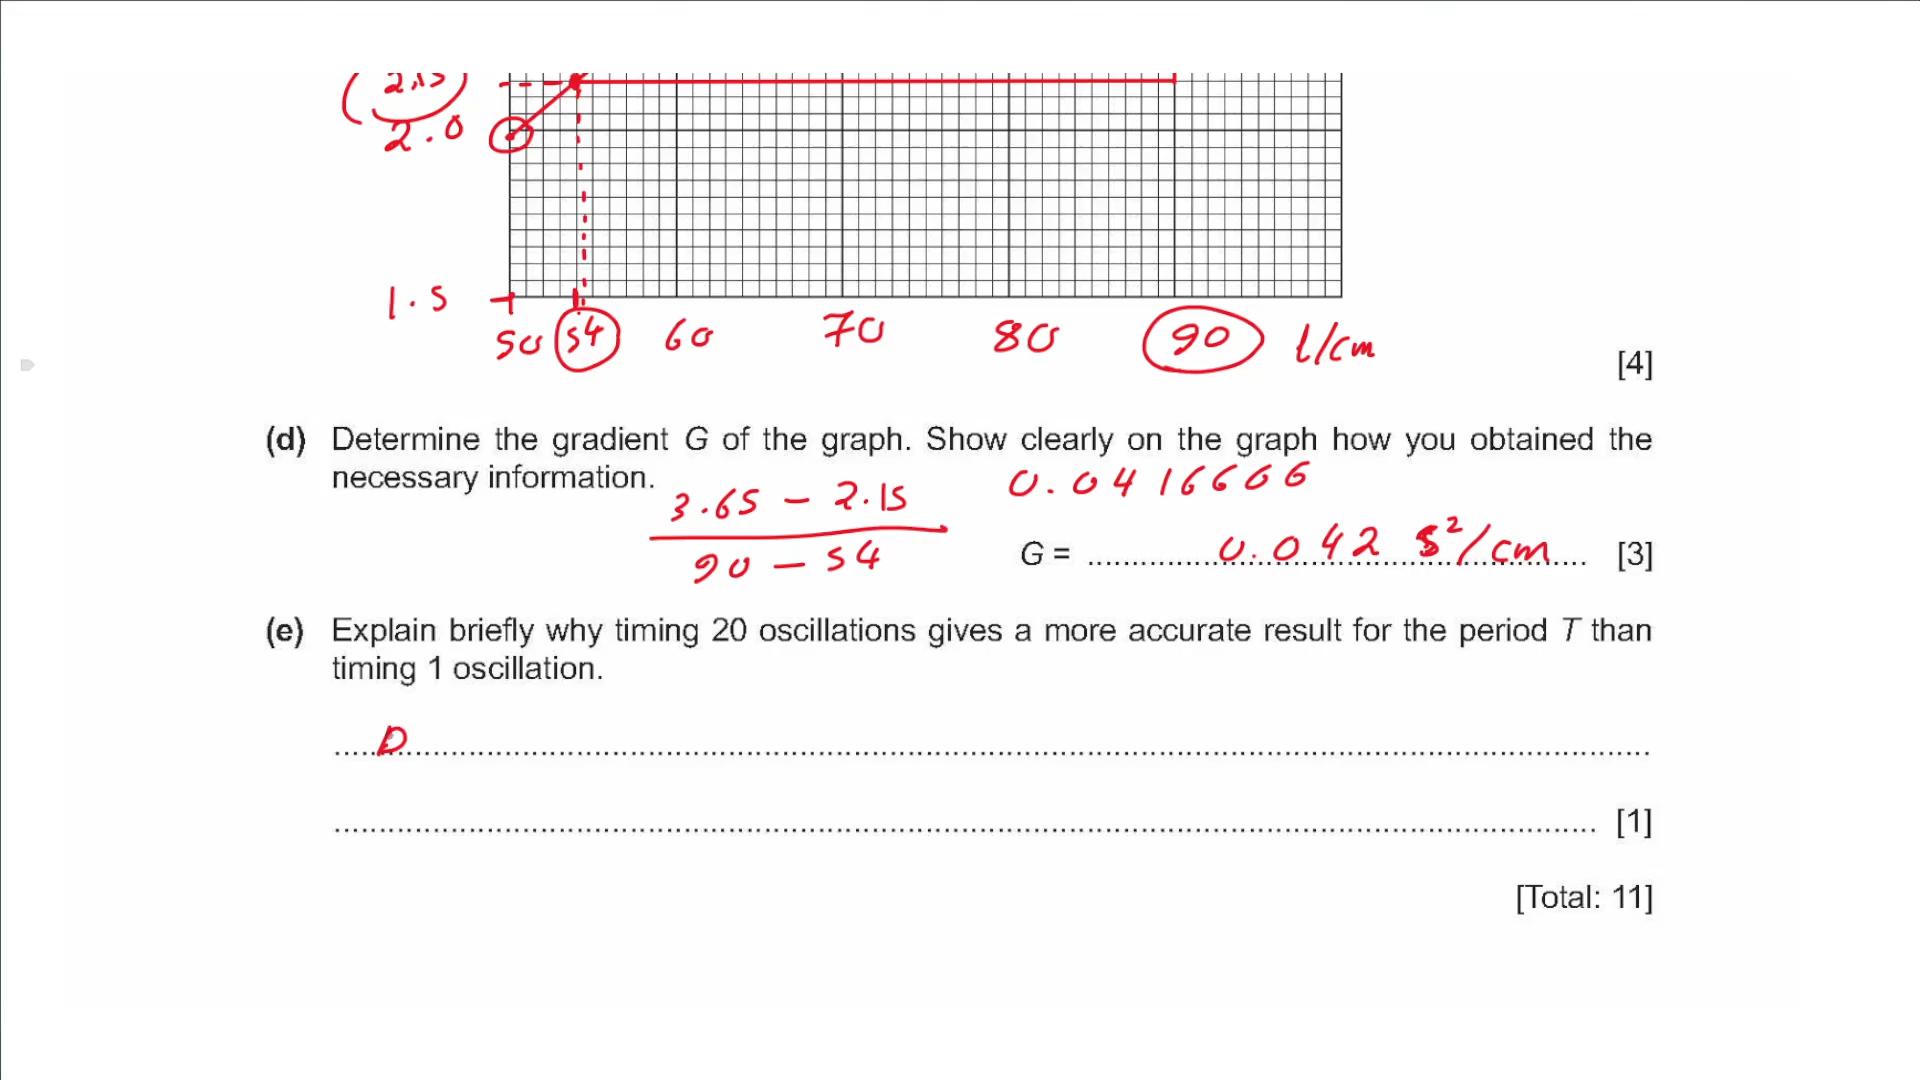 2.15
2.0
1.5
50 54 60 70 80 90 l/cm
[4]
(d) Determine the gradient G of the graph. Show clearly on the graph how you obtained the
necessary information.
0.0416666
3.65 - 2.15
90 - 54
G = 0.042 s²/cm [3]
(e) Explain briefly why timing 20 oscillations gives a more accurate result for the period T than
timing 1 oscillation.
D
[1]
[Total: 11]